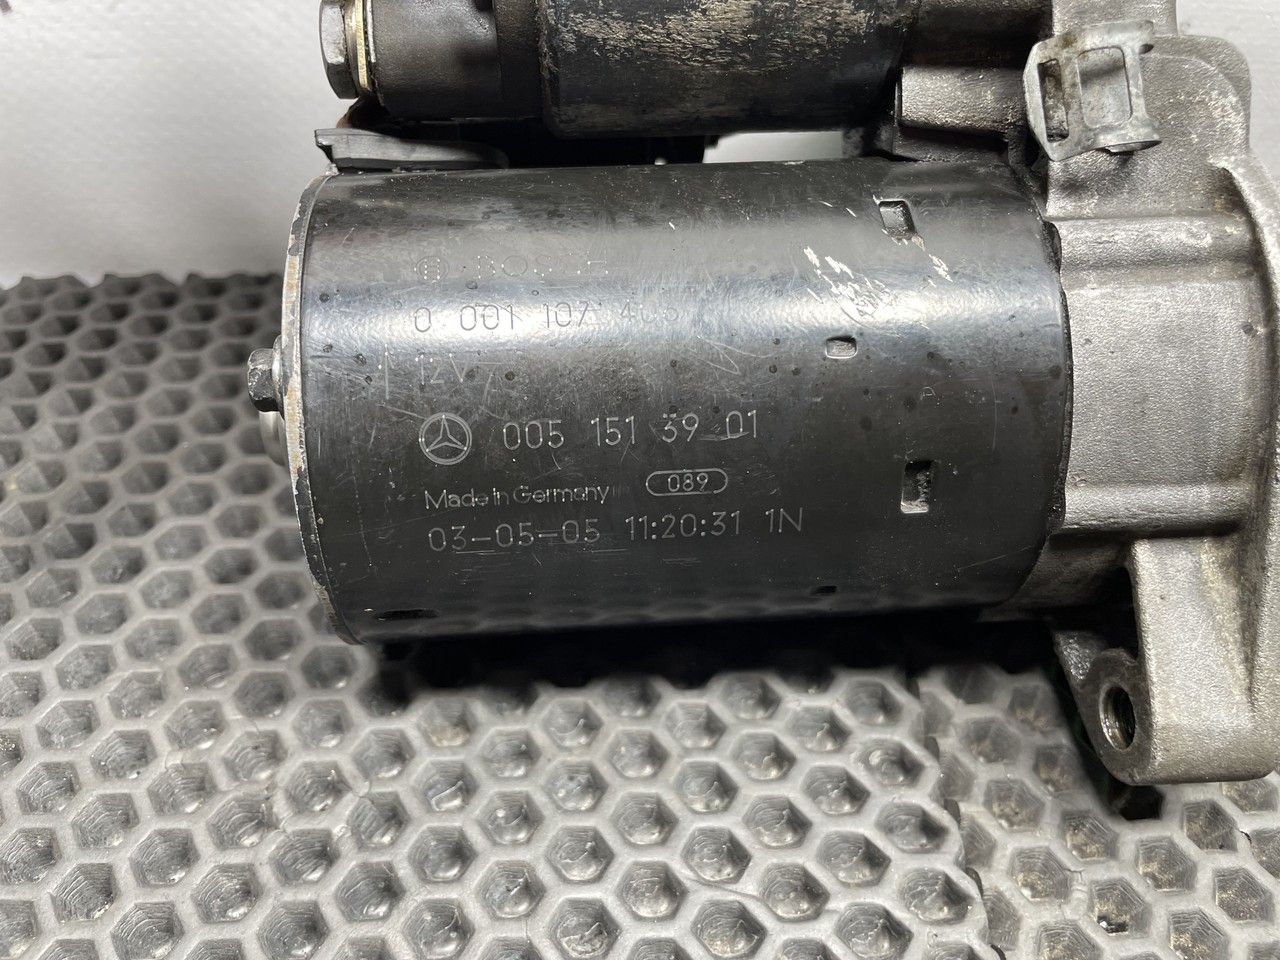 BOSCH
0 001 107 406
12V
005 151 39 01
Made in Germany 089
03-05-05 11:20:31 1N